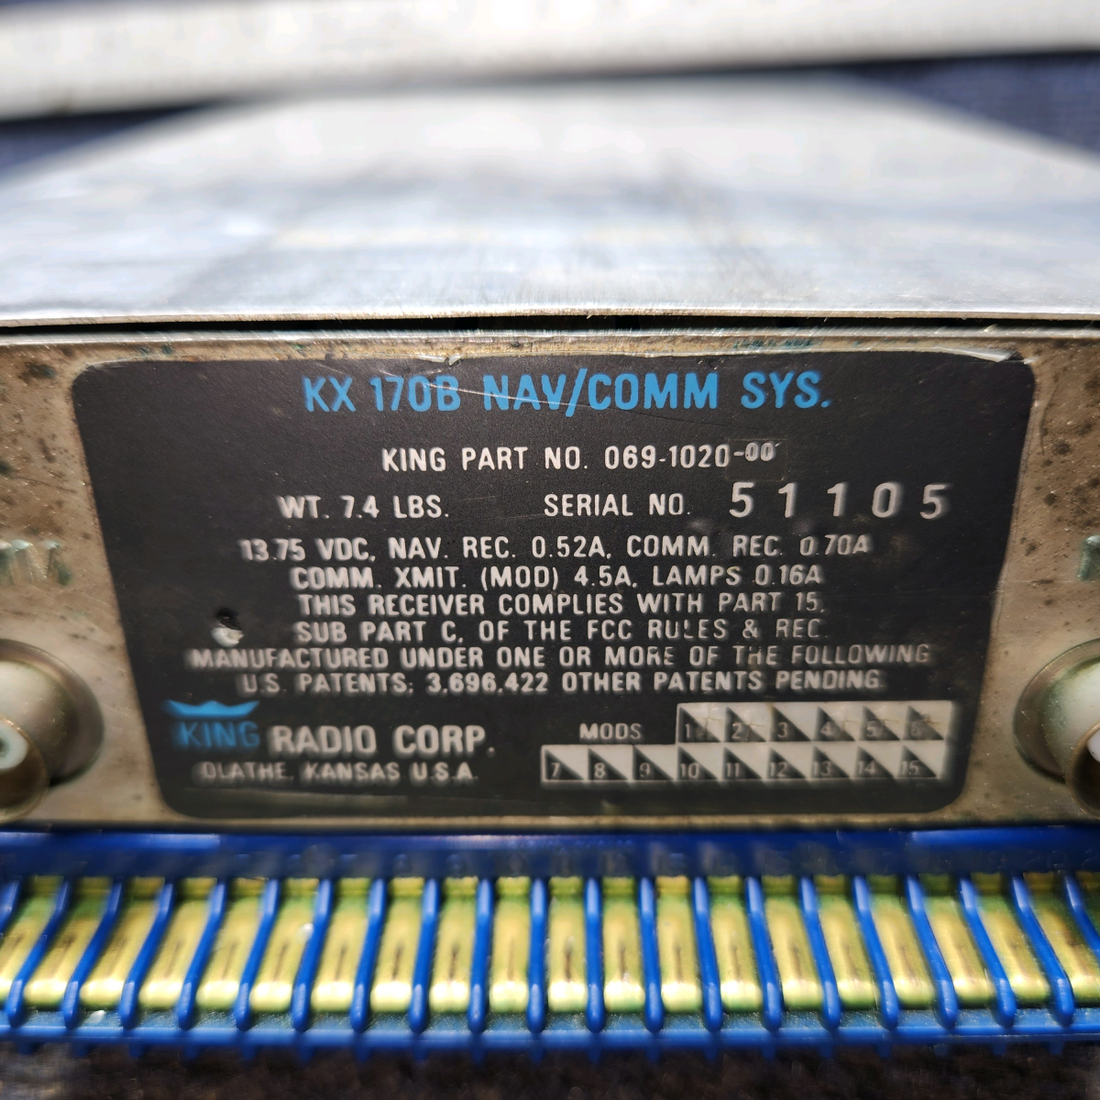 KX 170B NAV/COMM SYS.
KING PART NO. 069-1020-00
WT. 7.4 LBS. SERIAL NO. 51105
13.75 VDC, NAV. REC. 0.52A, COMM. REC. 0.70A
COMM. XMIT. (MOD) 4.5A, LAMPS 0.16A
THIS RECEIVER COMPLIES WITH PART 15,
SUB PART C, OF THE FCC RULES & REC.
MANUFACTURED UNDER ONE OR MORE OF THE FOLLOWING
U.S. PATENTS: 3,696,422 OTHER PATENTS PENDING.
KING RADIO CORP.
OLATHE, KANSAS U.S.A.
MODS 1 2 3 4 5 6
7 8 9 10 11 12 13 14 15